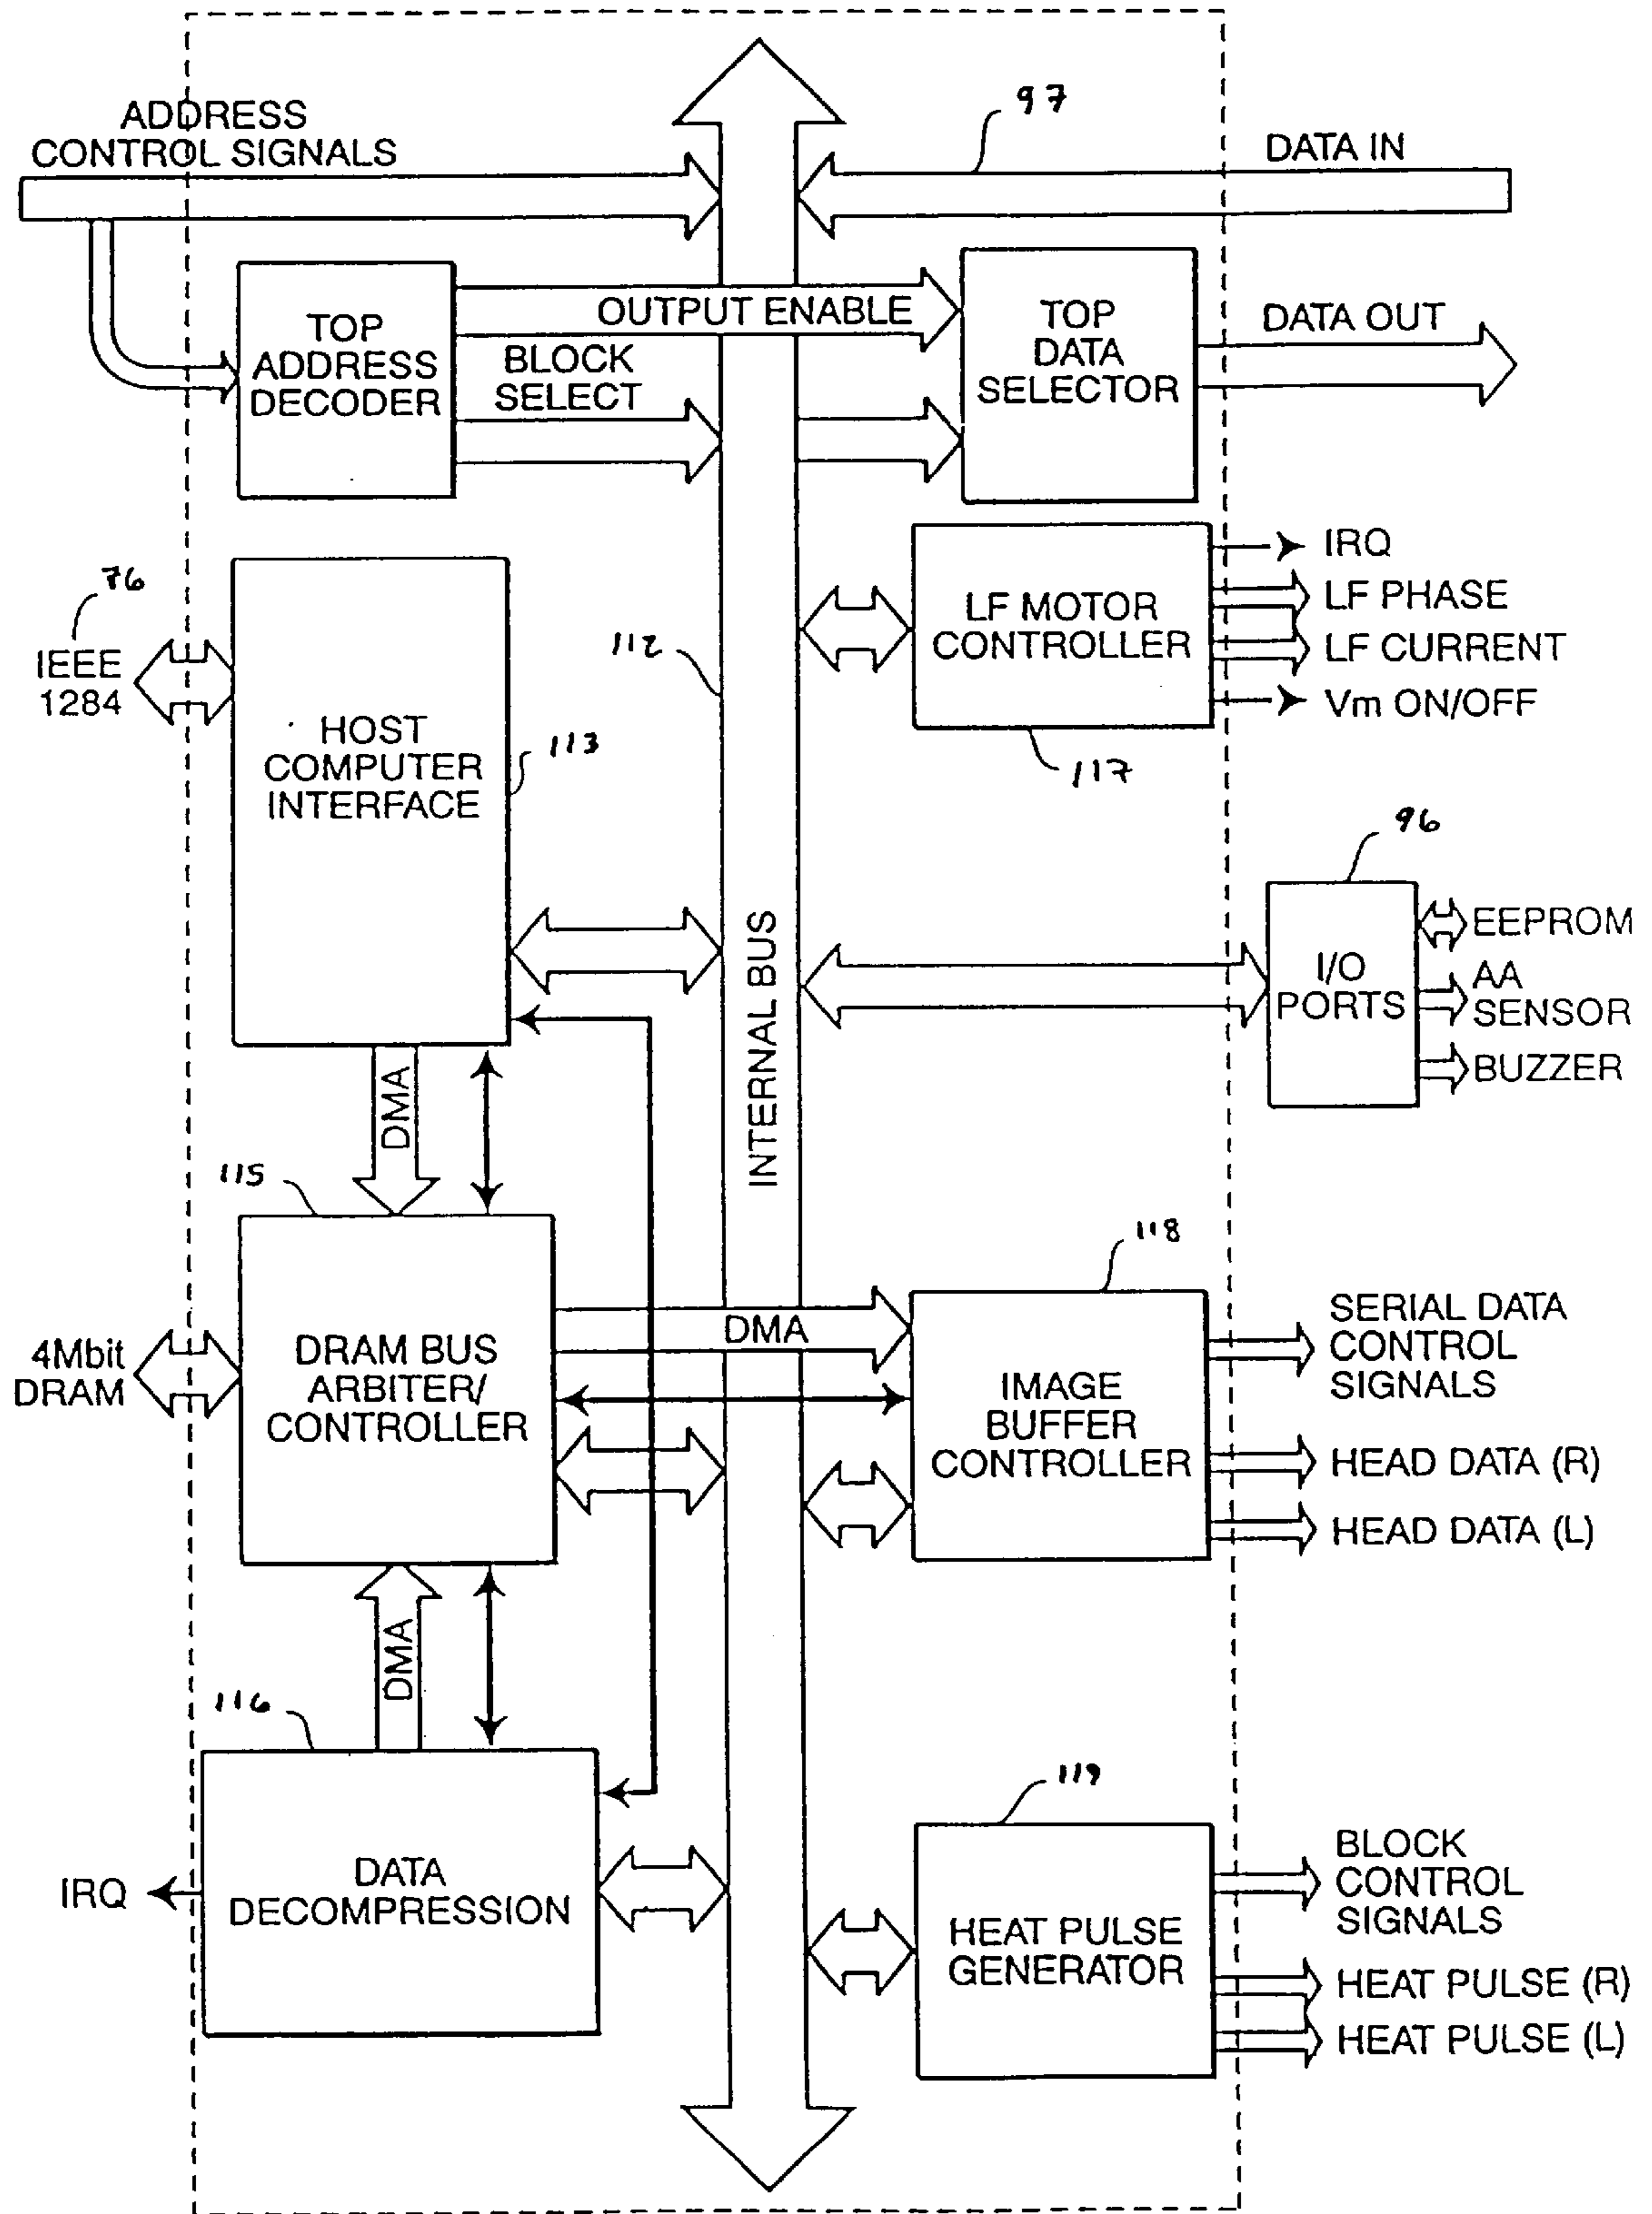 ADDRESS
CONTROL SIGNALS
97
DATA IN
TOP
ADDRESS
DECODER
OUTPUT ENABLE
BLOCK
SELECT
TOP
DATA
SELECTOR
DATA OUT
76
IEEE
1284
HOST
COMPUTER
INTERFACE
113
112
INTERNAL BUS
LF MOTOR
CONTROLLER
117
IRQ
LF PHASE
LF CURRENT
Vm ON/OFF
96
I/O
PORTS
EEPROM
AA
SENSOR
BUZZER
DMA
115
4Mbit
DRAM
DRAM BUS
ARBITER/
CONTROLLER
DMA
118
IMAGE
BUFFER
CONTROLLER
SERIAL DATA
CONTROL
SIGNALS
HEAD DATA (R)
HEAD DATA (L)
DMA
116
IRQ
DATA
DECOMPRESSION
119
HEAT PULSE
GENERATOR
BLOCK
CONTROL
SIGNALS
HEAT PULSE (R)
HEAT PULSE (L)